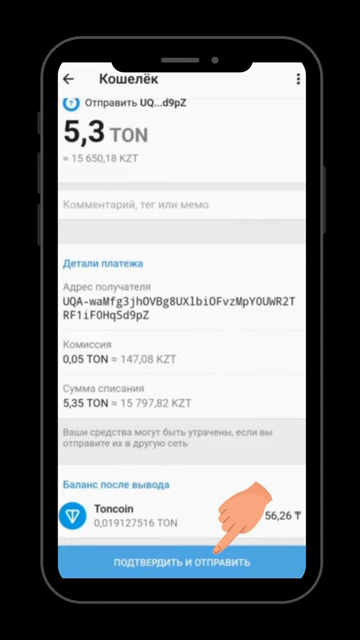 Кошелёк
Отправить UQ...d9pZ
5,3 TON
≈ 15 650,18 KZT
Комментарий, тег или мемо
Детали платежа
Адрес получателя
UQA-waMfg3jhOVBg8UXlbiOFvzMpYOUWR2T
RF1iF0HqSd9pZ
Комиссия
0,05 TON ≈ 147,08 KZT
Сумма списания
5,35 TON ≈ 15 797,82 KZT
Ваши средства могут быть утрачены, если вы
отправите их в другую сеть
Баланс после вывода
Toncoin
56,26 ₸
0,019127516 TON
ПОДТВЕРДИТЬ И ОТПРАВИТЬ